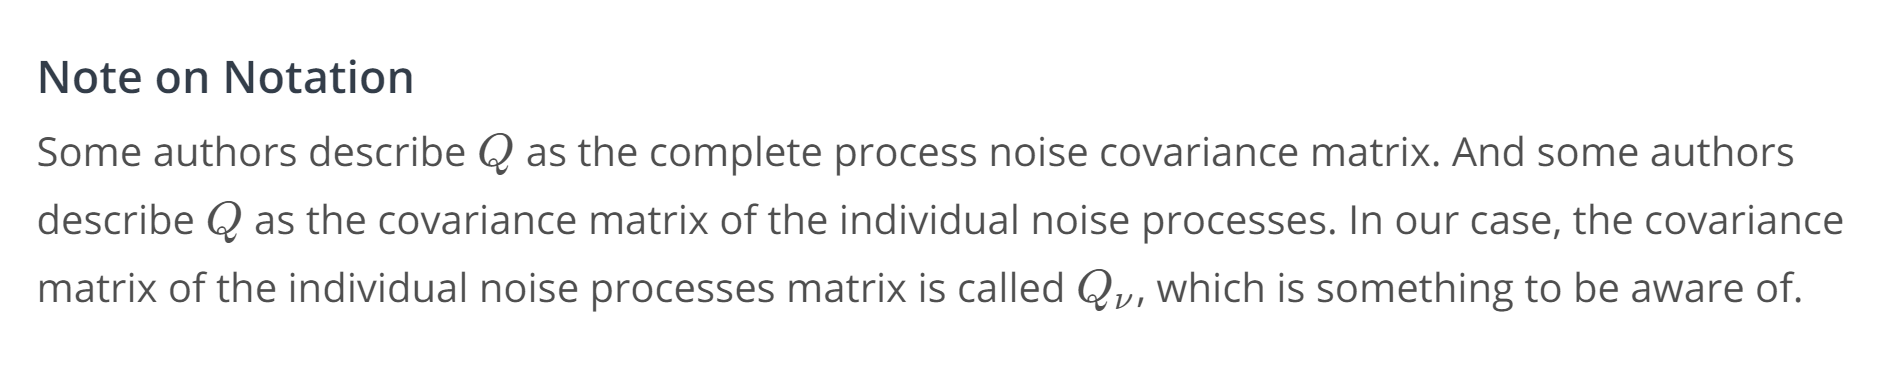 Note on Notation
Some authors describe Q as the complete process noise covariance matrix. And some authors
describe Q as the covariance matrix of the individual noise processes. In our case, the covariance
matrix of the individual noise processes matrix is called Qν, which is something to be aware of.